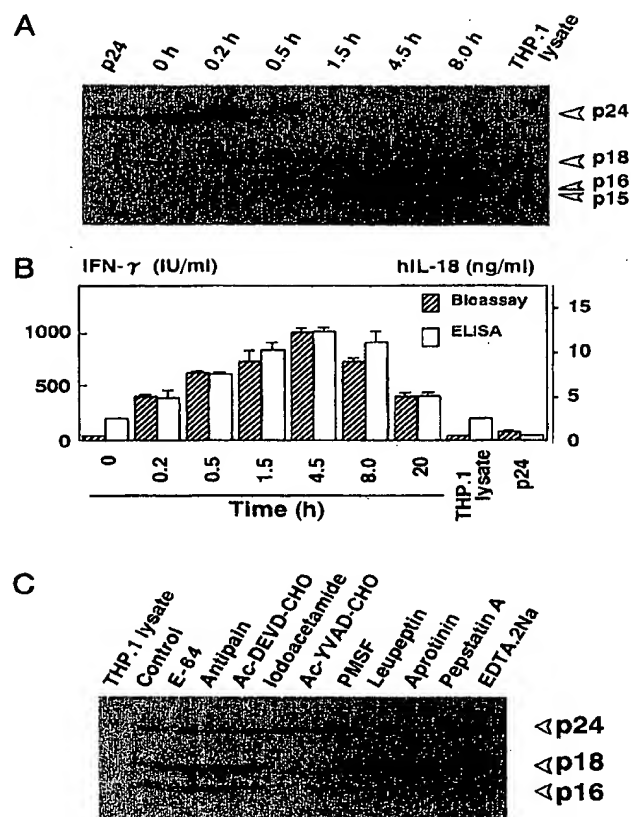 A
p24 0 h 0.2 h 0.5 h 1.5 h 4.5 h 8.0 h THP.1 lysate
p24
p18
p16
p15
B
IFN-γ (IU/ml) hIL-18 (ng/ml)
Bioassay
ELISA
1000
500
0
15
10
5
0
0 0.2 0.5 1.5 4.5 8.0 20 THP.1 lysate p24
Time (h)
C
THP.1 lysate Control E-64 Antipain Ac-DEVD-CHO Iodoacetamide Ac-YVAD-CHO PMSF Leupeptin Aprotinin Pepstatin A EDTA.2Na
p24
p18
p16